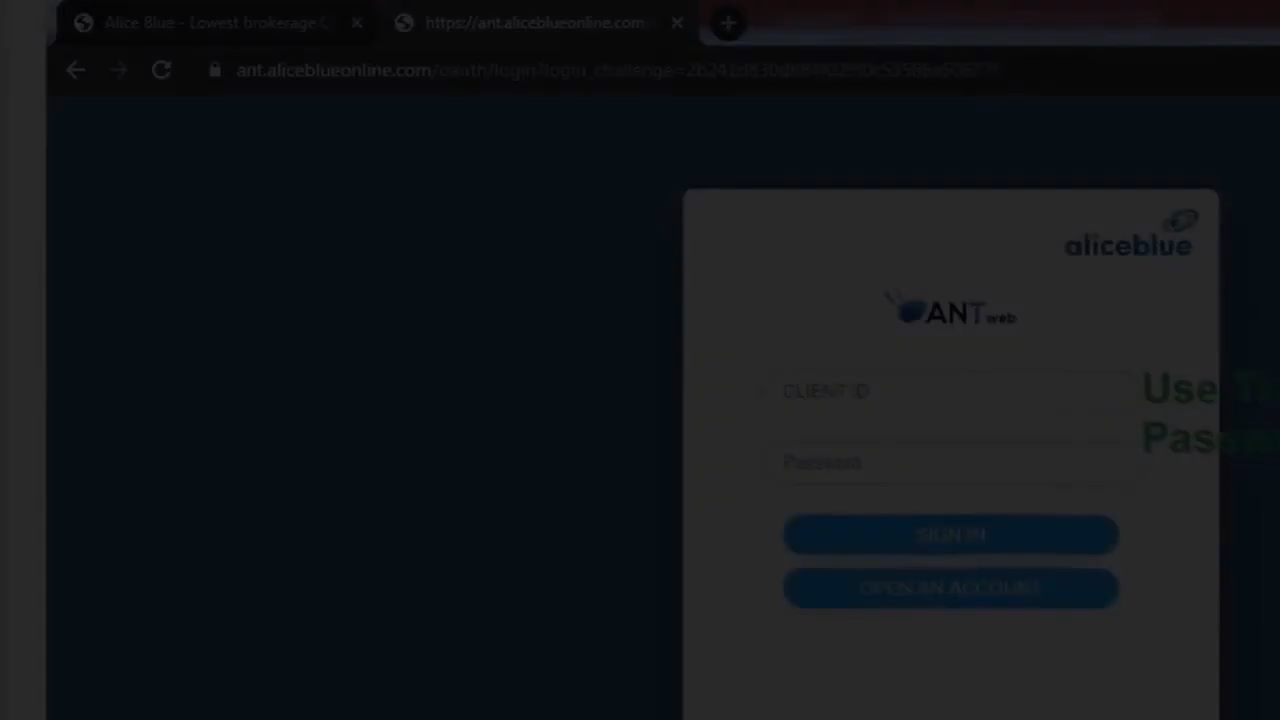 Alice Blue - Lowest brokerage
https://ant.aliceblueonline.com
ant.aliceblueonline.com/oauth/login?login_challenge=
aliceblue
ANT web
CLIENT ID
Use
Password
SIGN IN
OPEN AN ACCOUNT